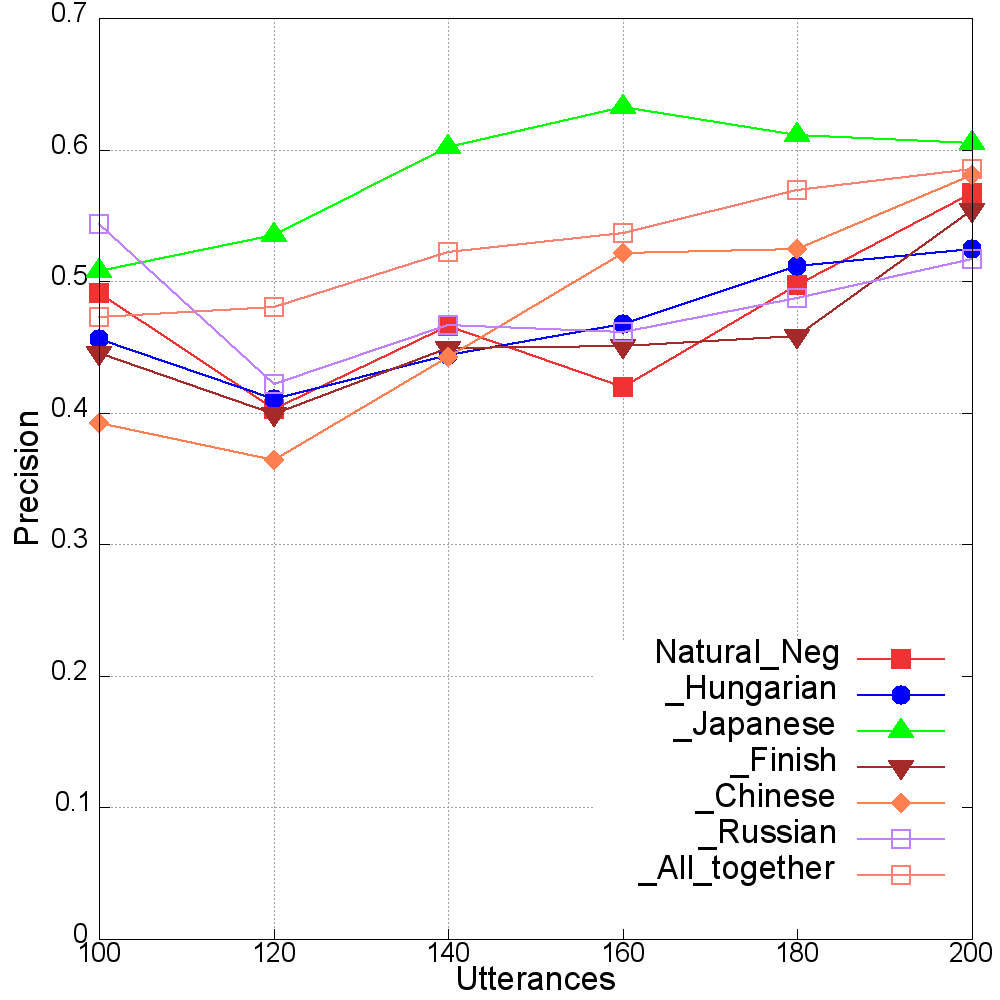 0.7
0.6
0.5
0.4
0.3
0.2
0.1
0
Precision
100 120 140 160 180 200
Utterances
Natural_Neg
_Hungarian
_Japanese
_Finish
_Chinese
_Russian
_All_together